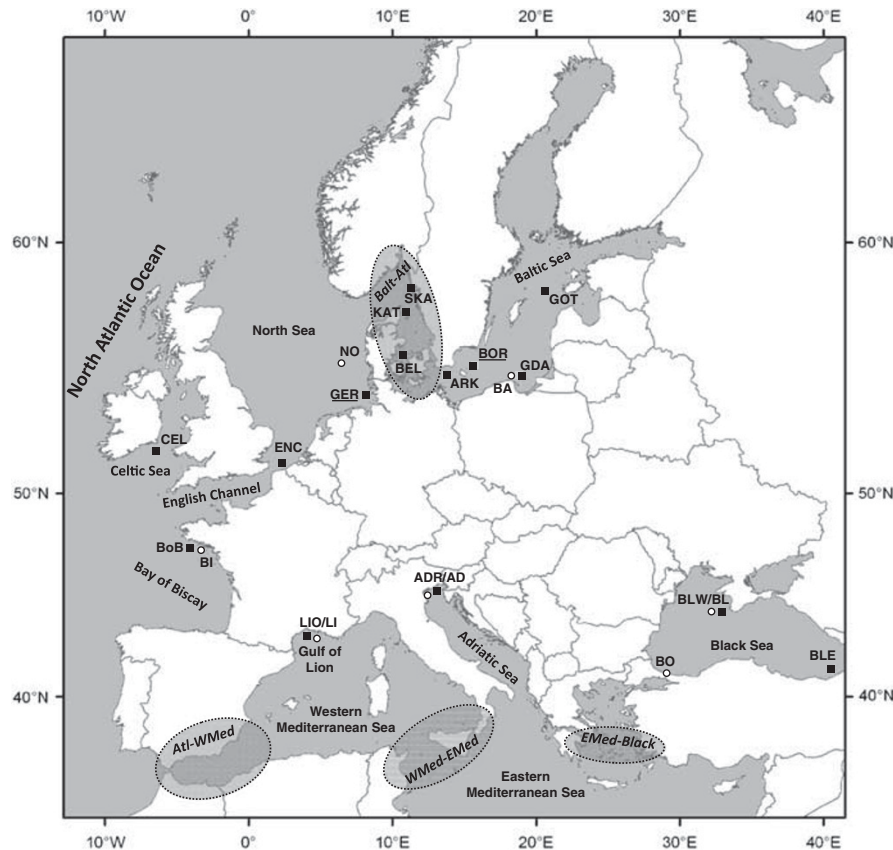 10°W 0° 10°E 20°E 30°E 40°E
60°N 60°N
North Atlantic Ocean
Balt-Atl
SKA
KAT
Baltic Sea
GOT
North Sea
NO
BEL
BOR
GDA
ARK
BA
GER
CEL
Celtic Sea
ENC
50°N 50°N
English Channel
BoB
BI
Bay of Biscay
ADR/AD
LIO/LI
Gulf of
Lion
Adriatic Sea
BLW/BL
Black Sea
BLE
BO
40°N 40°N
Western
Mediterranean Sea
Atl-WMed
WMed-EMed
EMed-Black
Eastern
Mediterranean Sea
10°W 0° 10°E 20°E 30°E 40°E